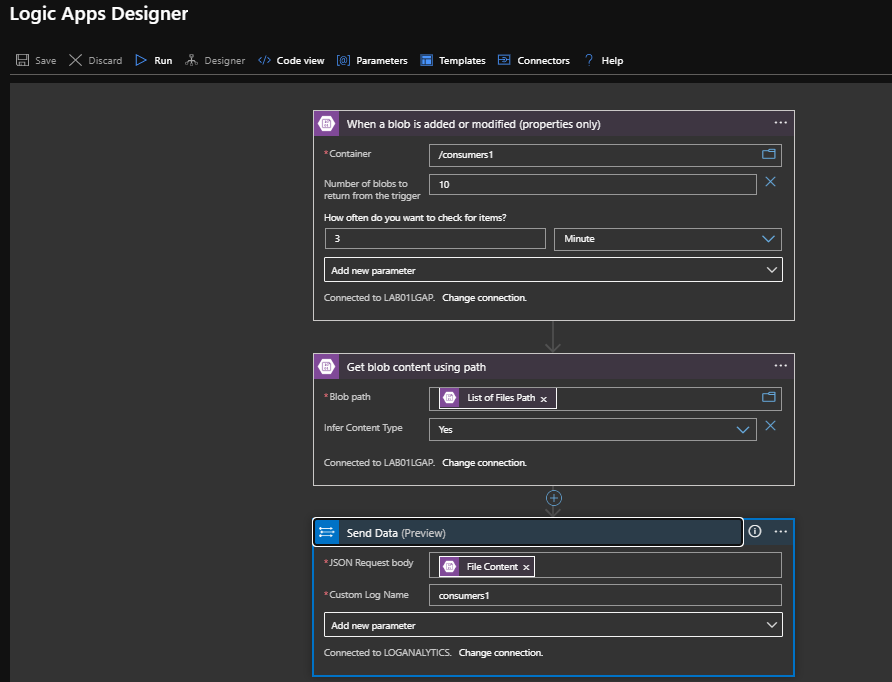 Logic Apps Designer
Save Discard Run Designer Code view Parameters Templates Connectors ? Help
When a blob is added or modified (properties only) ...
*Container /consumers1
Number of blobs to
return from the trigger 10
How often do you want to check for items?
3 Minute
Add new parameter
Connected to LAB01LGAP. Change connection.
Get blob content using path ...
*Blob path List of Files Path x
Infer Content Type Yes
Connected to LAB01LGAP. Change connection.
Send Data (Preview) ...
*JSON Request body File Content x
*Custom Log Name consumers1
Add new parameter
Connected to LOGANALYTICS. Change connection.